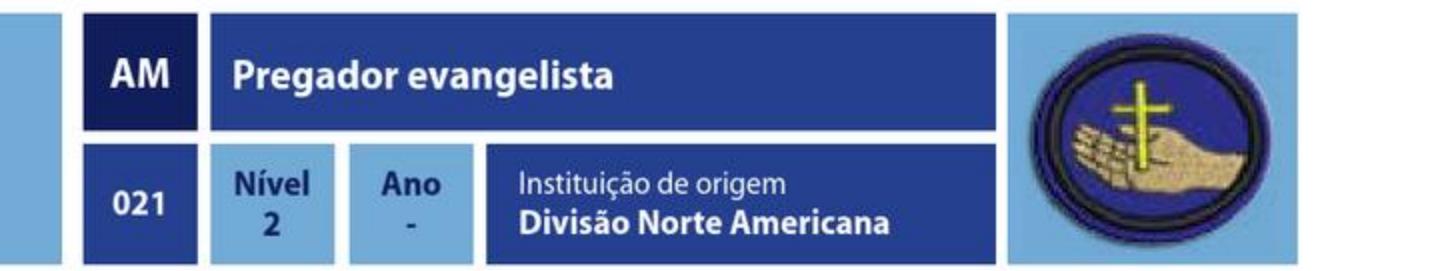 AM
Pregador evangelista
021
Nível
2
Ano
-
Instituição de origem
Divisão Norte Americana